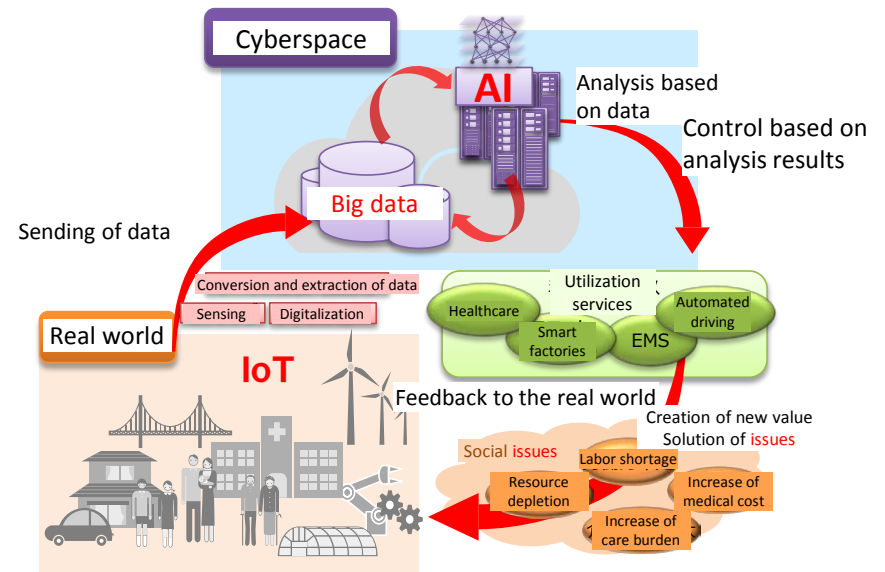 Cyberspace
AI
Analysis based
on data
Control based on
analysis results
Big data
Sending of data
Conversion and extraction of data
Sensing
Digitalization
Real world
IoT
Utilization
services
Healthcare
Smart
factories
EMS
Automated
driving
Feedback to the real world
Creation of new value
Solution of issues
Social issues
Labor shortage
Resource
depletion
Increase of
medical cost
Increase of
care burden